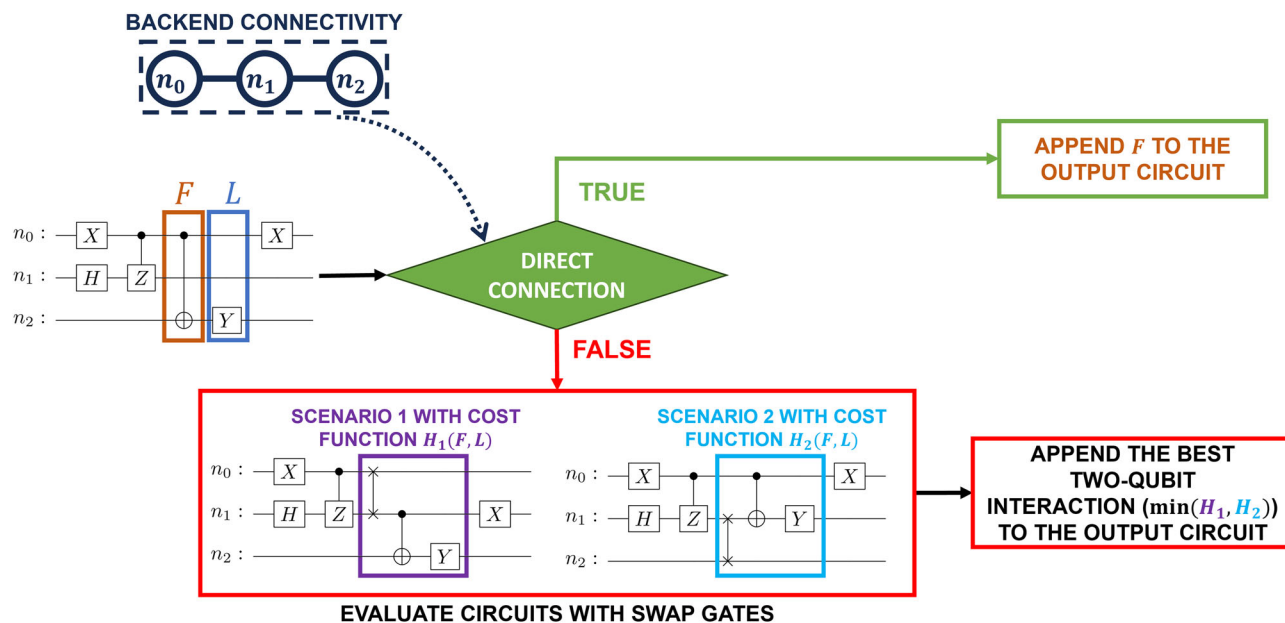 BACKEND CONNECTIVITY
n₀ n₁ n₂
F L
n₀ : X X
n₁ : H Z
n₂ : Y
DIRECT
CONNECTION
TRUE
APPEND F TO THE
OUTPUT CIRCUIT
FALSE
SCENARIO 1 WITH COST
FUNCTION H₁(F, L)
n₀ : X
n₁ : H Z X
n₂ : Y
SCENARIO 2 WITH COST
FUNCTION H₂(F, L)
n₀ : X X
n₁ : H Z Y
n₂ :
EVALUATE CIRCUITS WITH SWAP GATES
APPEND THE BEST
TWO-QUBIT
INTERACTION (min(H₁, H₂))
TO THE OUTPUT CIRCUIT